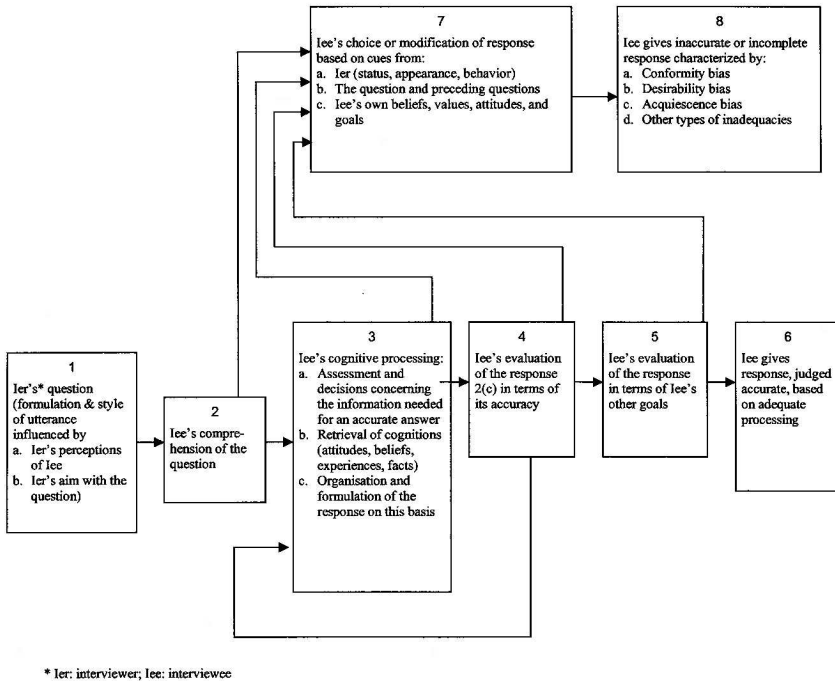 7
Iee's choice or modification of response
based on cues from:
a. Ier (status, appearance, behavior)
b. The question and preceding questions
c. Iee's own beliefs, values, attitudes, and
goals
8
Iee gives inaccurate or incomplete
response characterized by:
a. Conformity bias
b. Desirability bias
c. Acquiescence bias
d. Other types of inadequacies
1
Ier's* question
(formulation & style
of utterance
influenced by
a. Ier's perceptions
of Iee
b. Ier's aim with the
question)
2
Iee's compre-
hension of the
question
3
Iee's cognitive processing:
a. Assessment and
decisions concerning
the information needed
for an accurate answer
b. Retrieval of cognitions
(attitudes, beliefs,
experiences, facts)
c. Organisation and
formulation of the
response on this basis
4
Iee's evaluation
of the response
2(c) in terms of
its accuracy
5
Iee's evaluation
of the response
in terms of Iee's
other goals
6
Iee gives
response, judged
accurate, based
on adequate
processing
* Ier: interviewer; Iee: interviewee